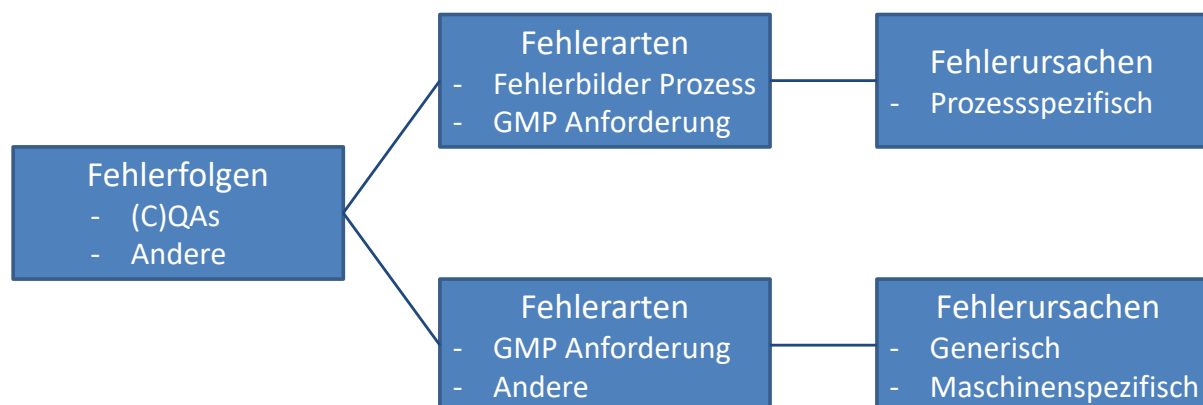 Fehlerfolgen
- (C)QAs
- Andere
Fehlerarten
- Fehlerbilder Prozess
- GMP Anforderung
Fehlerursachen
- Prozessspezifisch
Fehlerarten
- GMP Anforderung
- Andere
Fehlerursachen
- Generisch
- Maschinenspezifisch